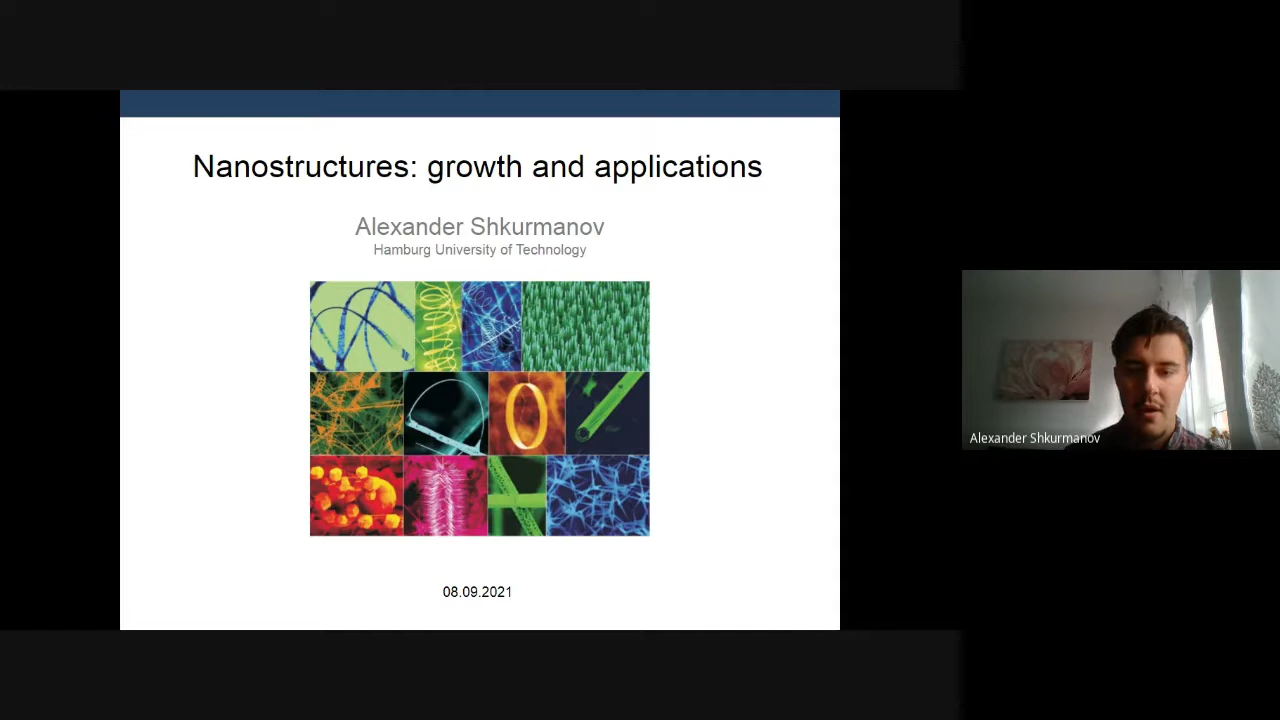 Nanostructures: growth and applications
Alexander Shkurmanov
Hamburg University of Technology
08.09.2021
Alexander Shkurmanov